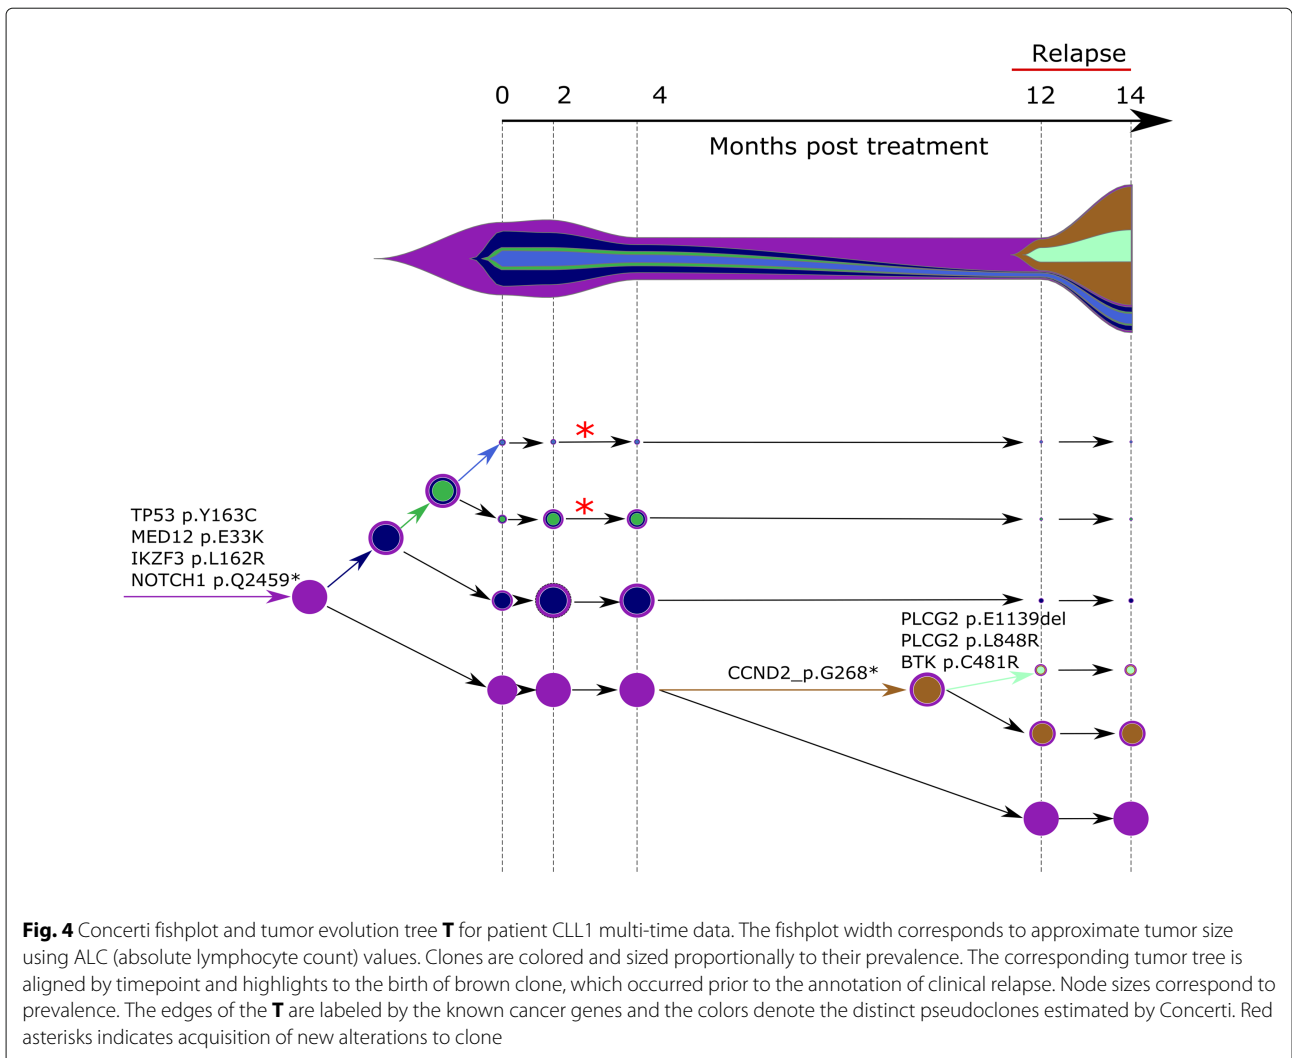 Relapse
0 2 4 12 14
Months post treatment
*
*
TP53 p.Y163C
MED12 p.E33K
IKZF3 p.L162R
NOTCH1 p.Q2459*
PLCG2 p.E1139del
PLCG2 p.L848R
BTK p.C481R
CCND2_p.G268*
Fig. 4 Concerti fishplot and tumor evolution tree T for patient CLL1 multi-time data. The fishplot width corresponds to approximate tumor size
using ALC (absolute lymphocyte count) values. Clones are colored and sized proportionally to their prevalence. The corresponding tumor tree is
aligned by timepoint and highlights to the birth of brown clone, which occurred prior to the annotation of clinical relapse. Node sizes correspond to
prevalence. The edges of the T are labeled by the known cancer genes and the colors denote the distinct pseudoclones estimated by Concerti. Red
asterisks indicates acquisition of new alterations to clone